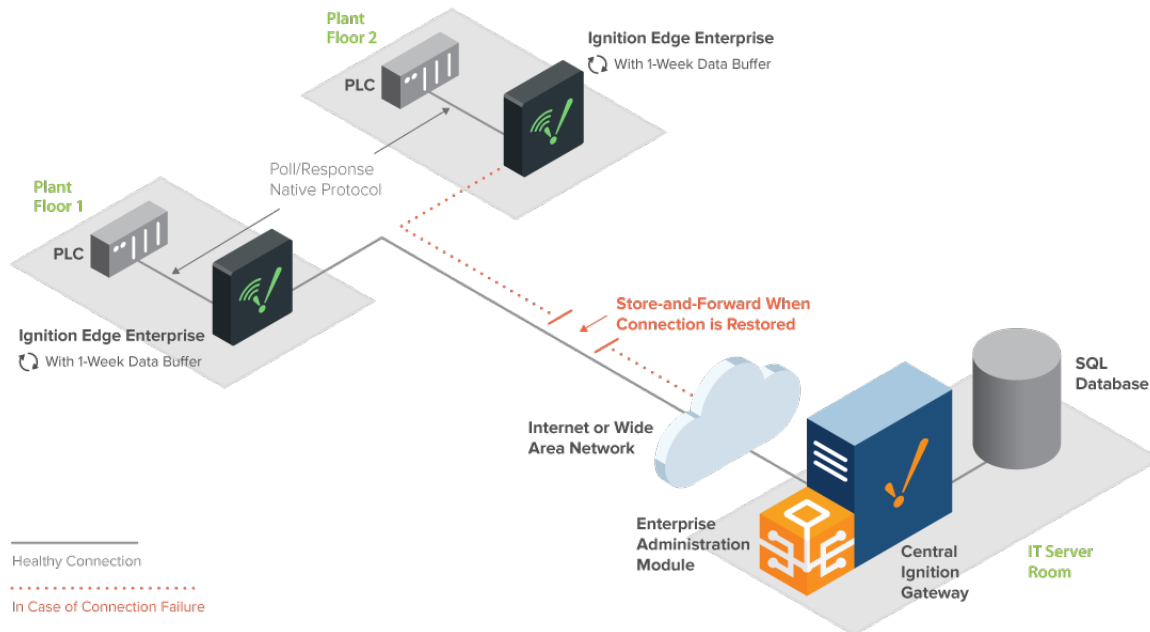 Plant
Floor 2
Ignition Edge Enterprise
With 1-Week Data Buffer
PLC
Poll/Response
Native Protocol
Plant
Floor 1
PLC
Ignition Edge Enterprise
With 1-Week Data Buffer
Store-and-Forward When
Connection is Restored
SQL
Database
Internet or Wide
Area Network
Enterprise
Administration
Module
Central
Ignition
Gateway
IT Server
Room
Healthy Connection
In Case of Connection Failure